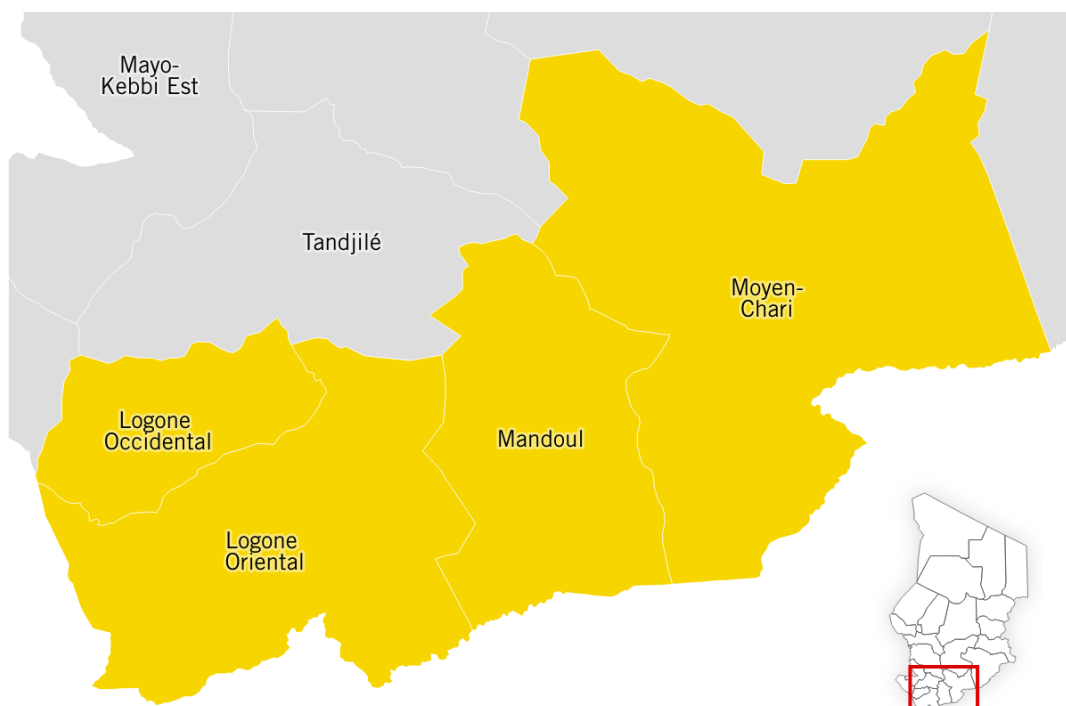 Mayo-
Kebbi Est
Tandjilé
Moyen-
Chari
Logone
Occidental
Mandoul
Logone
Oriental